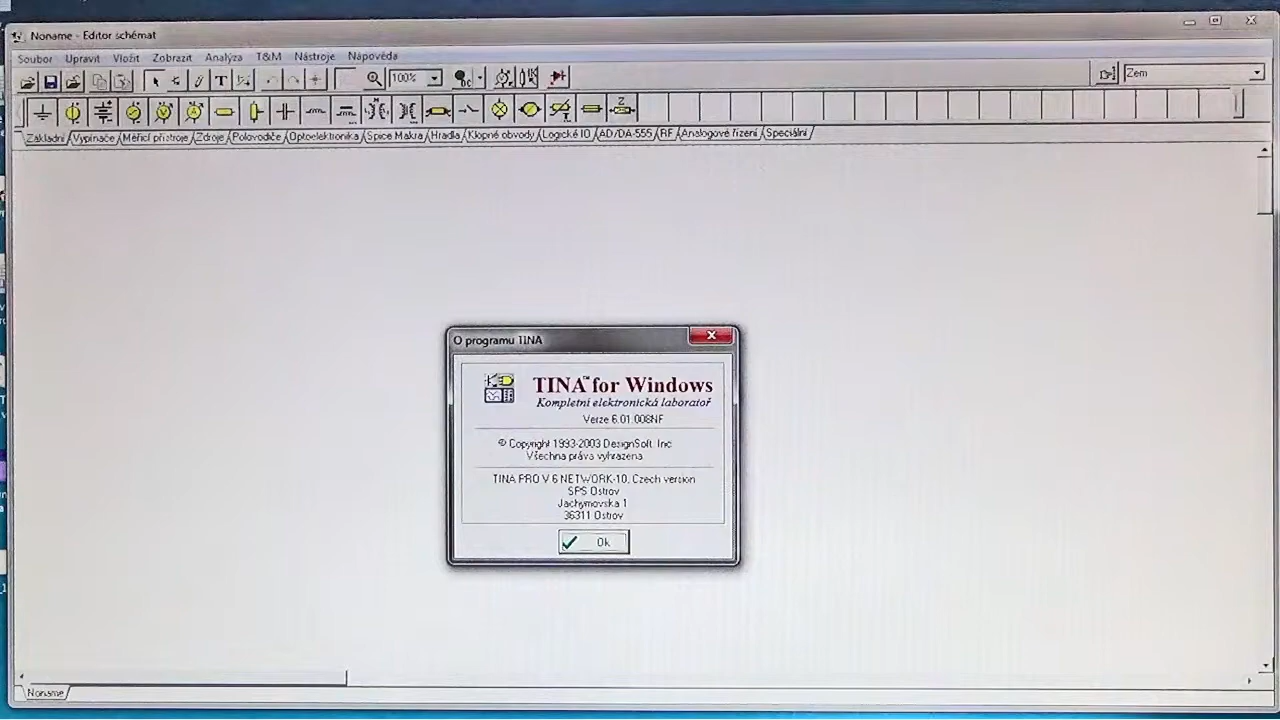 Noname - Editor schémat
Soubor Upravit Vložit Zobrazit Analýza T&M Nástroje Nápověda
T 100% DC Zem
Z
Základní Vypínače Měřicí přístroje Zdroje Polovodiče Optoelektronika Spice Makra Hradla Klopné obvody Logické IO AD/DA-555 RF Analogové řízení Speciální
O programu TINA
TINA™ for Windows
Kompletní elektronická laboratoř
Verze 6.01.008NF
© Copyright 1993-2003 DesignSoft, Inc
Všechna práva vyhrazena
TINA PRO V 6 NETWORK-10, Czech version
SPS Ostrov
Jachymovska 1
36311 Ostrov
Ok
Noname